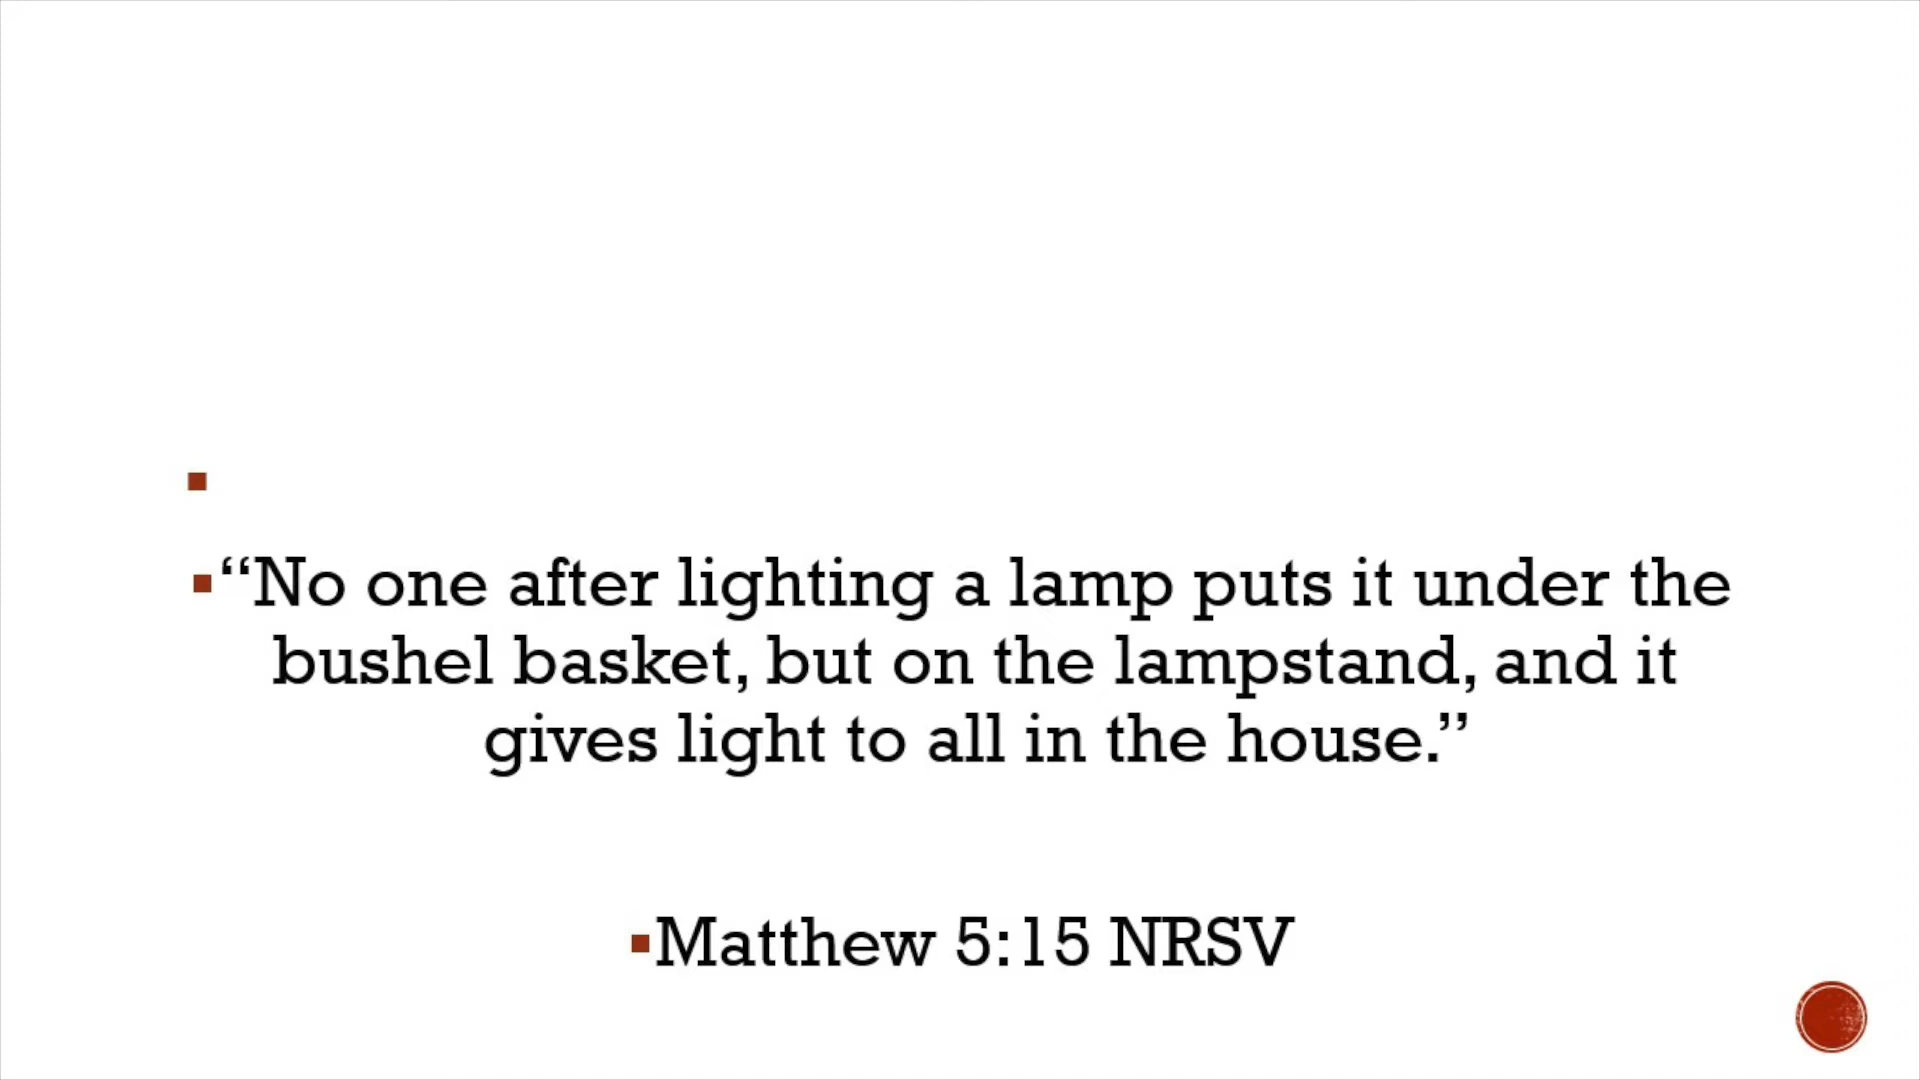 ▪
▪“No one after lighting a lamp puts it under the
bushel basket, but on the lampstand, and it
gives light to all in the house.”
▪Matthew 5:15 NRSV